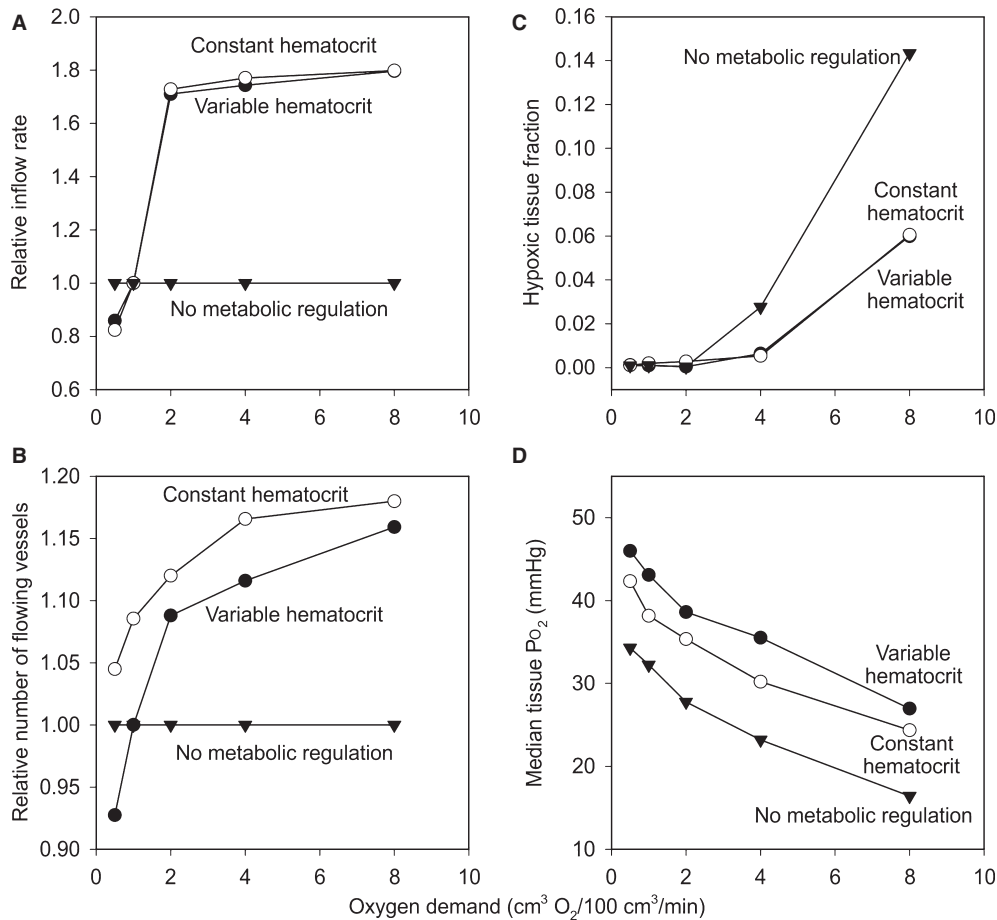 A
2.0
1.8
1.6
1.4
1.2
1.0
0.8
0.6
0 2 4 6 8 10
Relative inflow rate
Constant hematocrit
Variable hematocrit
No metabolic regulation
C
0.16
0.14
0.12
0.10
0.08
0.06
0.04
0.02
0.00
0 2 4 6 8 10
Hypoxic tissue fraction
No metabolic regulation
Constant
hematocrit
Variable
hematocrit
B
1.20
1.15
1.10
1.05
1.00
0.95
0.90
0 2 4 6 8 10
Relative number of flowing vessels
Constant hematocrit
Variable hematocrit
No metabolic regulation
D
50
40
30
20
10
0 2 4 6 8 10
Median tissue PO₂ (mmHg)
Variable
hematocrit
Constant
hematocrit
No metabolic regulation
Oxygen demand (cm³ O₂/100 cm³/min)